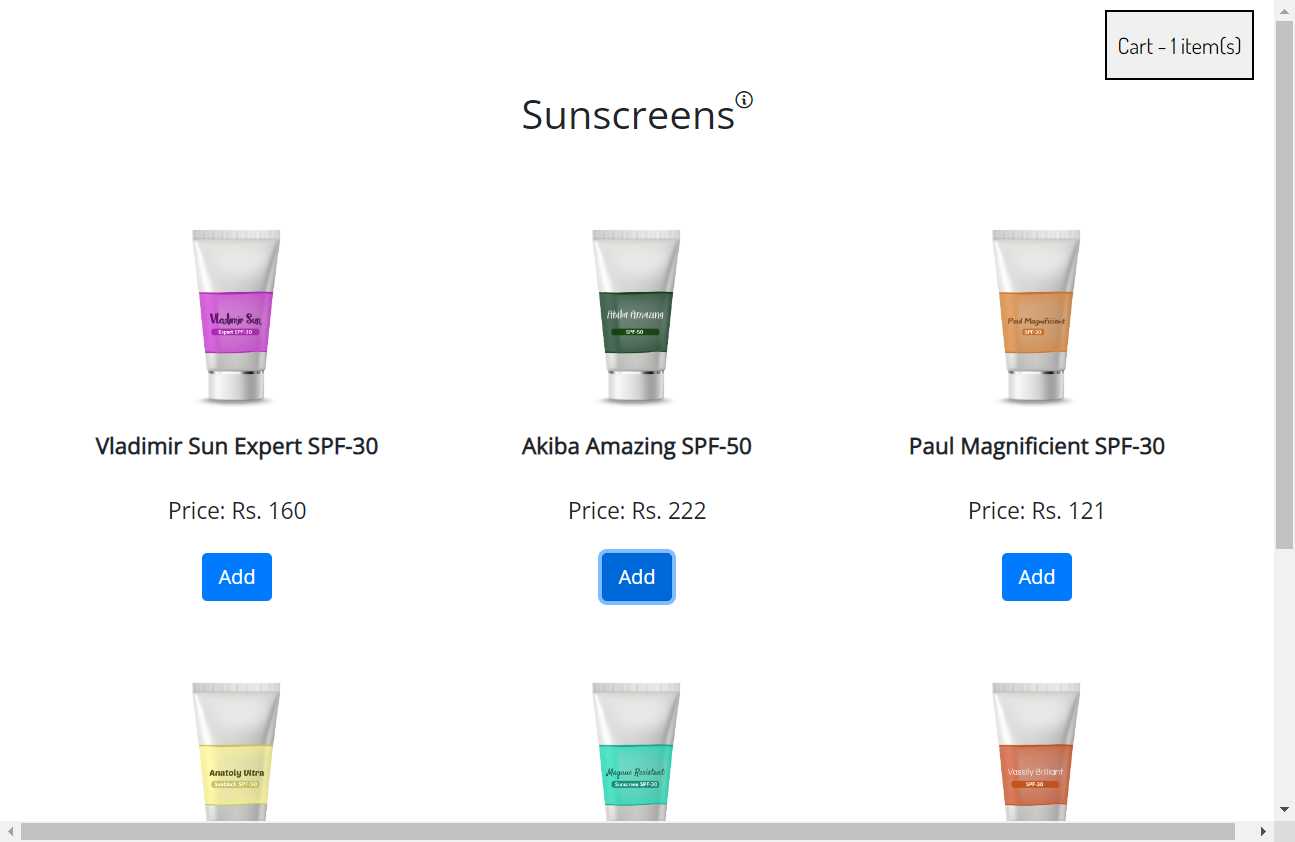 Cart - 1 item(s)
Sunscreens
Vladimir Sun
Expert SPF-30
Akiba Amazing
SPF-50
Paul Magnificient
SPF-30
Vladimir Sun Expert SPF-30
Akiba Amazing SPF-50
Paul Magnificient SPF-30
Price: Rs. 160
Price: Rs. 222
Price: Rs. 121
Add
Add
Add
Anatoly Ultra
Sunblock SPF-50
Magnus Resistant
Sunscreen SPF-30
Vassily Brilliant
SPF-30